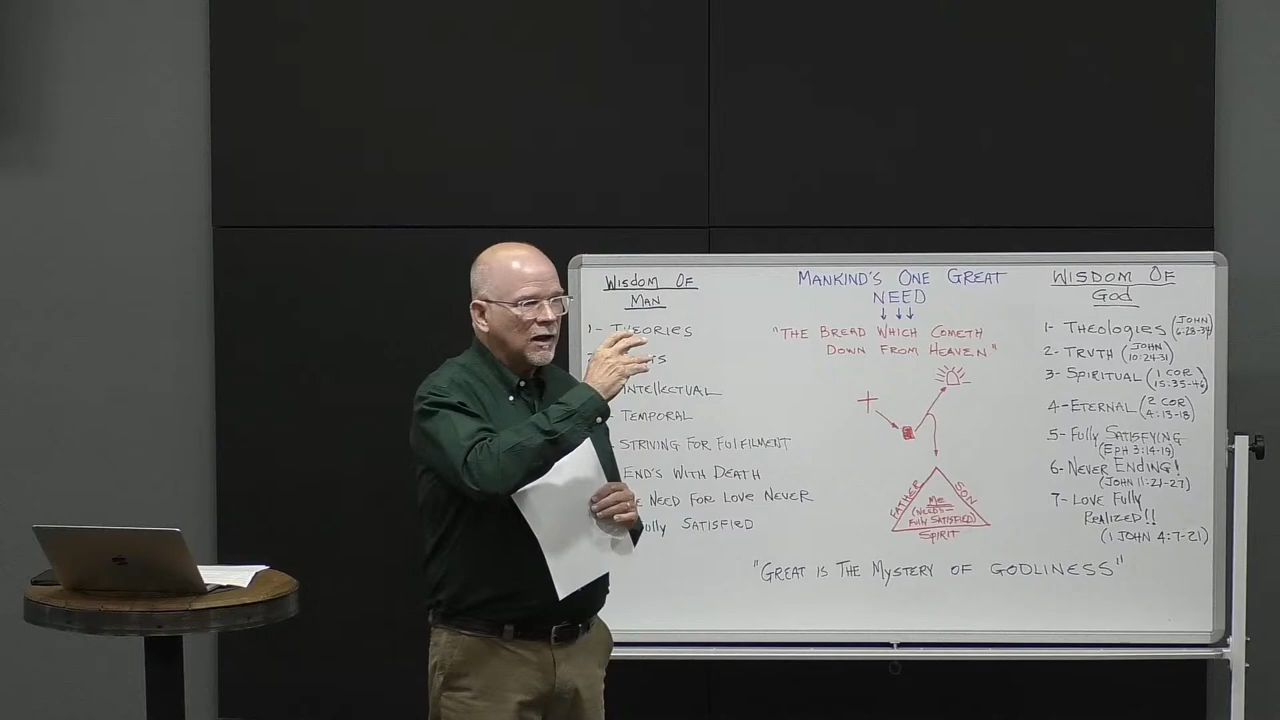 WISDOM OF
MAN
1- THEORIES
INTELLECTUAL
TEMPORAL
STRIVING FOR FULFILMENT
END'S WITH DEATH
NEED FOR LOVE NEVER
FULLY SATISFIED
MANKIND'S ONE GREAT
NEED
"THE BREAD WHICH COMETH
DOWN FROM HEAVEN"
FATHER
SON
ME
(NEEDS—
FULLY SATISFIED)
SPIRIT
WISDOM OF
GOD
1- THEOLOGIES (JOHN
6:28-34)
2- TRUTH (JOHN
10:24-31)
3- SPIRITUAL (1 COR
15:35-46)
4- ETERNAL (2 COR
4:13-18)
5- FULLY SATISFYING
(EPH 3:14-19)
6- NEVER ENDING!
(JOHN 11:21-27)
7- LOVE FULLY
REALIZED!!
(1 JOHN 4:7-21)
"GREAT IS THE MYSTERY OF GODLINESS"